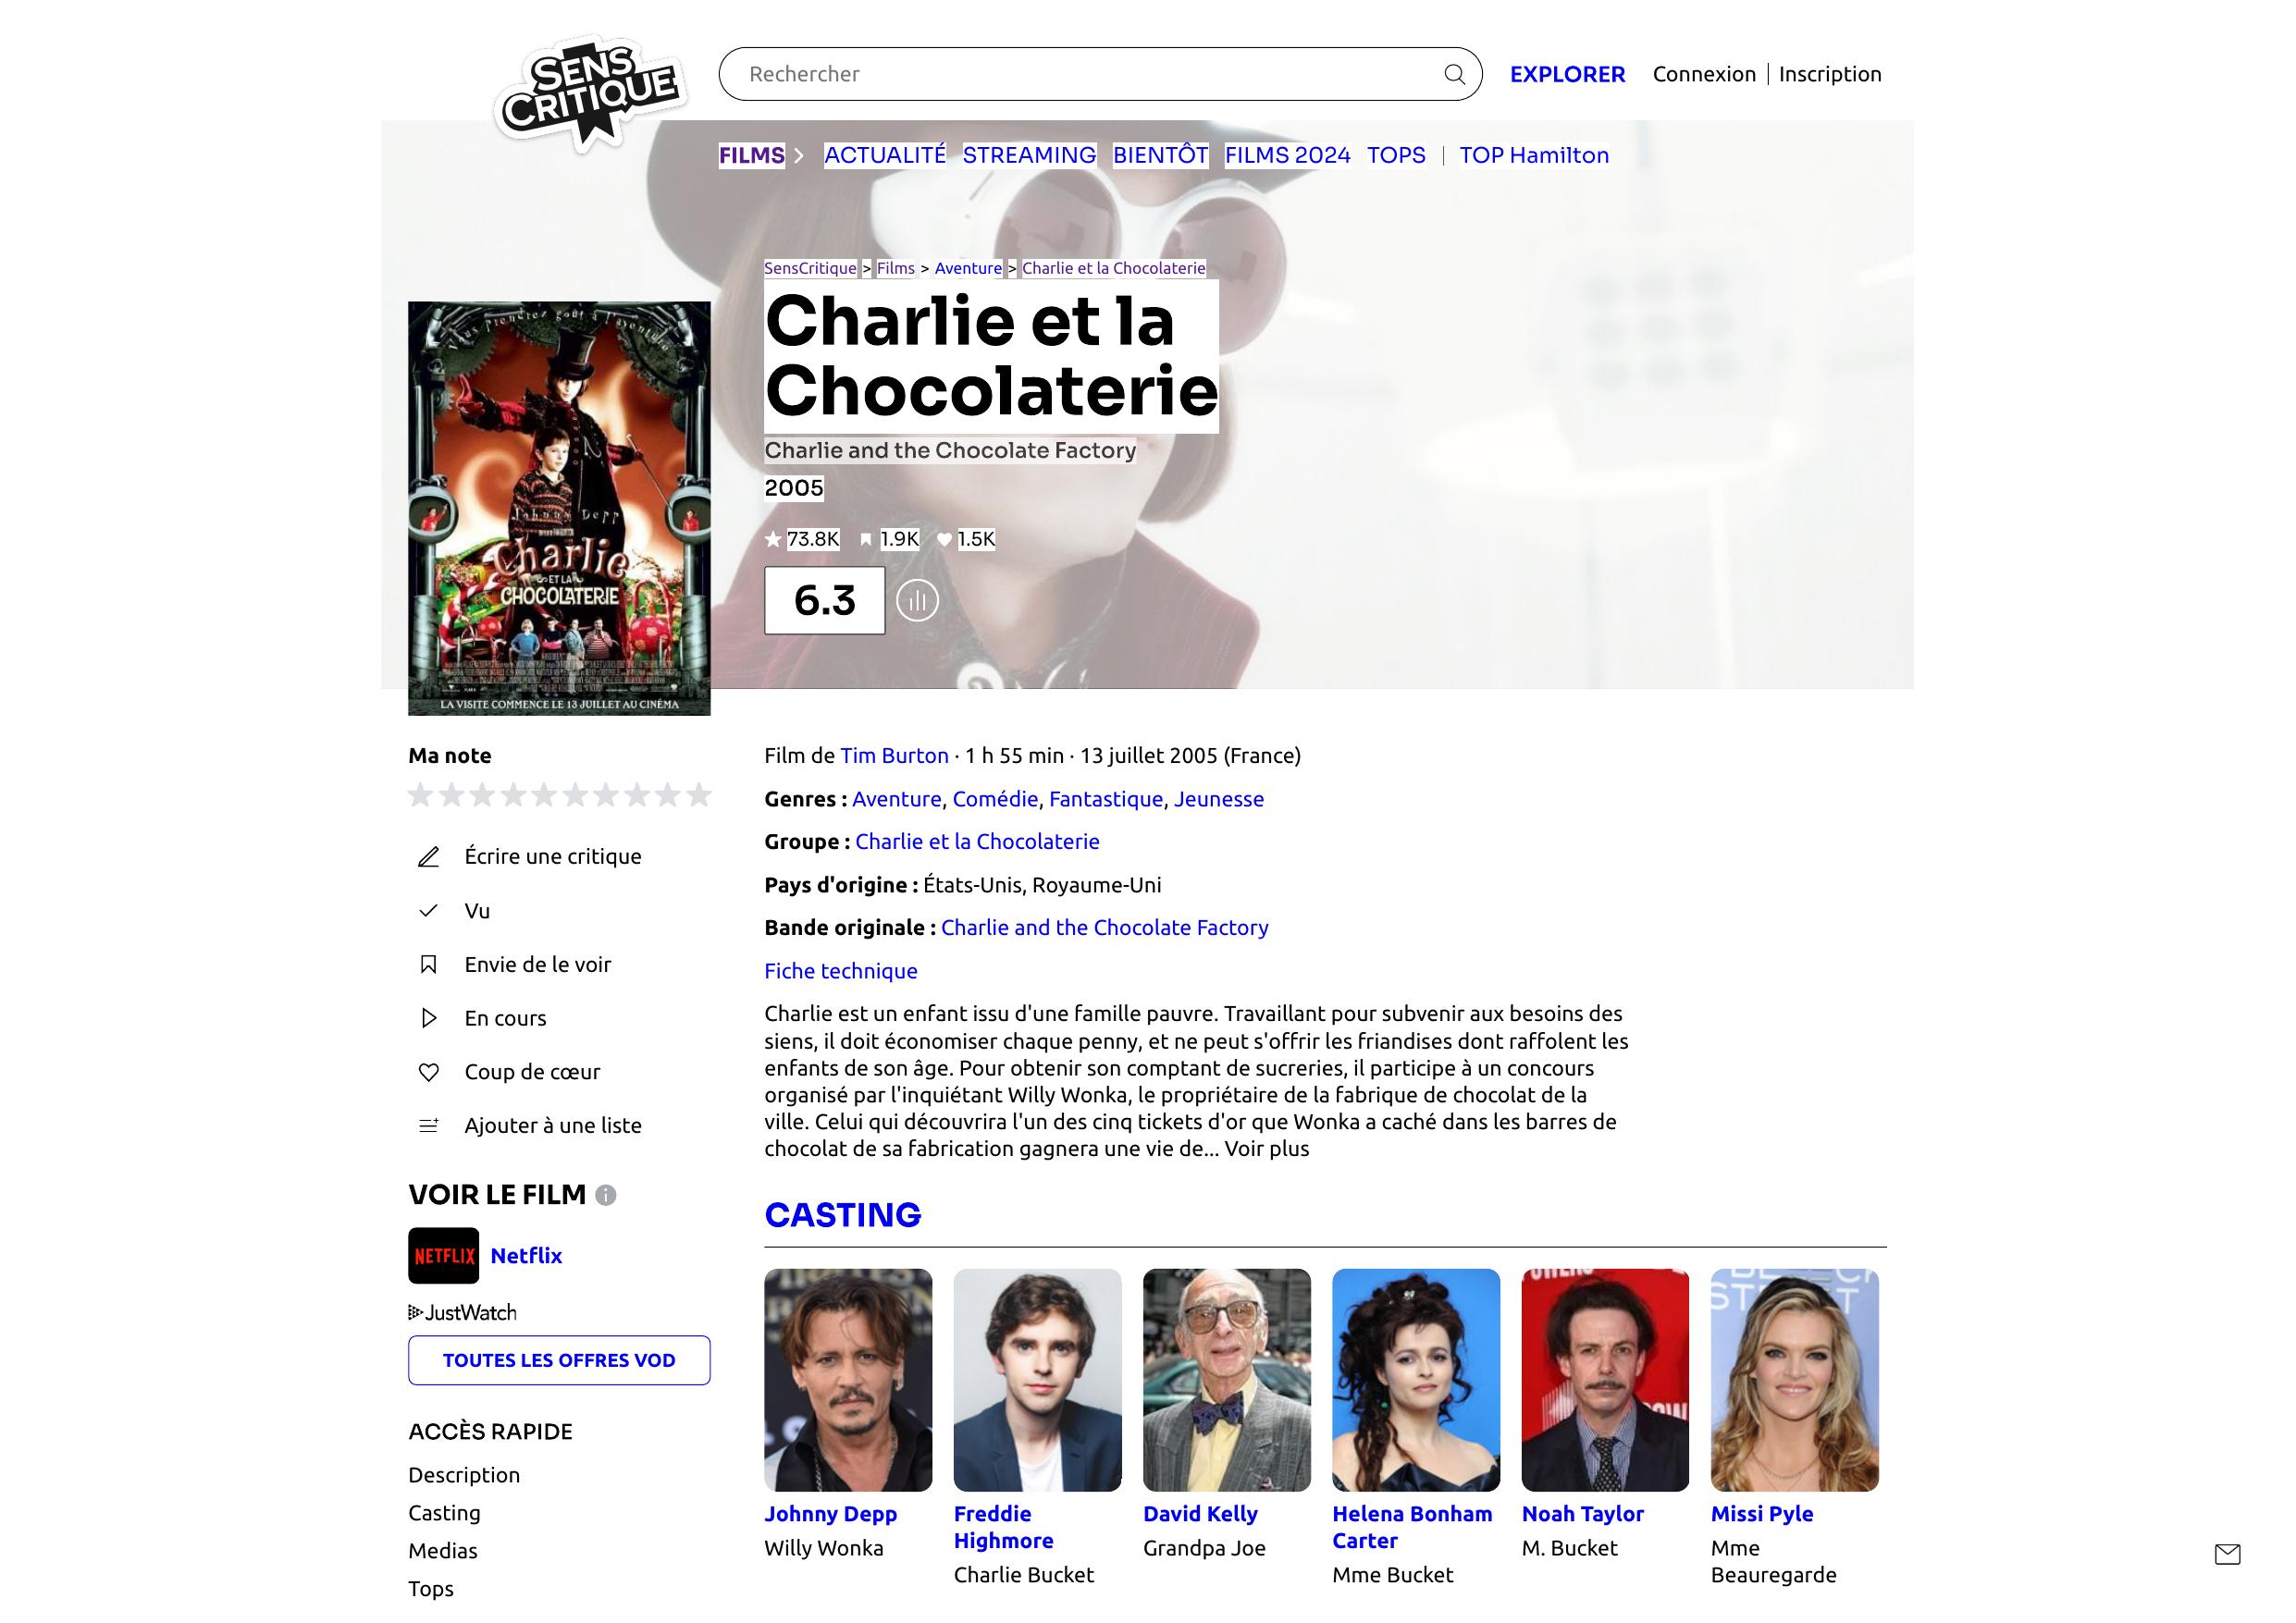 SENS
CRITIQUE
Rechercher
EXPLORER
Connexion | Inscription
FILMS
ACTUALITÉ
STREAMING
BIENTÔT
FILMS 2024
TOPS
|
TOP Hamilton
SensCritique > Films > Aventure > Charlie et la Chocolaterie
Charlie et la
Chocolaterie
Charlie and the Chocolate Factory
2005
73.8K
1.9K
1.5K
6.3
Vous prendrez goût à l'aventure
Johnny Depp
Charlie
ET LA
CHOCOLATERIE
LA VISITE COMMENCE LE 13 JUILLET AU CINÉMA
Ma note
Écrire une critique
Vu
Envie de le voir
En cours
Coup de cœur
Ajouter à une liste
VOIR LE FILM
NETFLIX
Netflix
JustWatch
TOUTES LES OFFRES VOD
ACCÈS RAPIDE
Description
Casting
Medias
Tops
Film de Tim Burton · 1 h 55 min · 13 juillet 2005 (France)
Genres : Aventure, Comédie, Fantastique, Jeunesse
Groupe : Charlie et la Chocolaterie
Pays d'origine : États-Unis, Royaume-Uni
Bande originale : Charlie and the Chocolate Factory
Fiche technique
Charlie est un enfant issu d'une famille pauvre. Travaillant pour subvenir aux besoins des
siens, il doit économiser chaque penny, et ne peut s'offrir les friandises dont raffolent les
enfants de son âge. Pour obtenir son comptant de sucreries, il participe à un concours
organisé par l'inquiétant Willy Wonka, le propriétaire de la fabrique de chocolat de la
ville. Celui qui découvrira l'un des cinq tickets d'or que Wonka a caché dans les barres de
chocolat de sa fabrication gagnera une vie de... Voir plus
CASTING
Johnny Depp
Willy Wonka
Freddie
Highmore
Charlie Bucket
David Kelly
Grandpa Joe
Helena Bonham
Carter
Mme Bucket
Noah Taylor
M. Bucket
Missi Pyle
Mme
Beauregarde